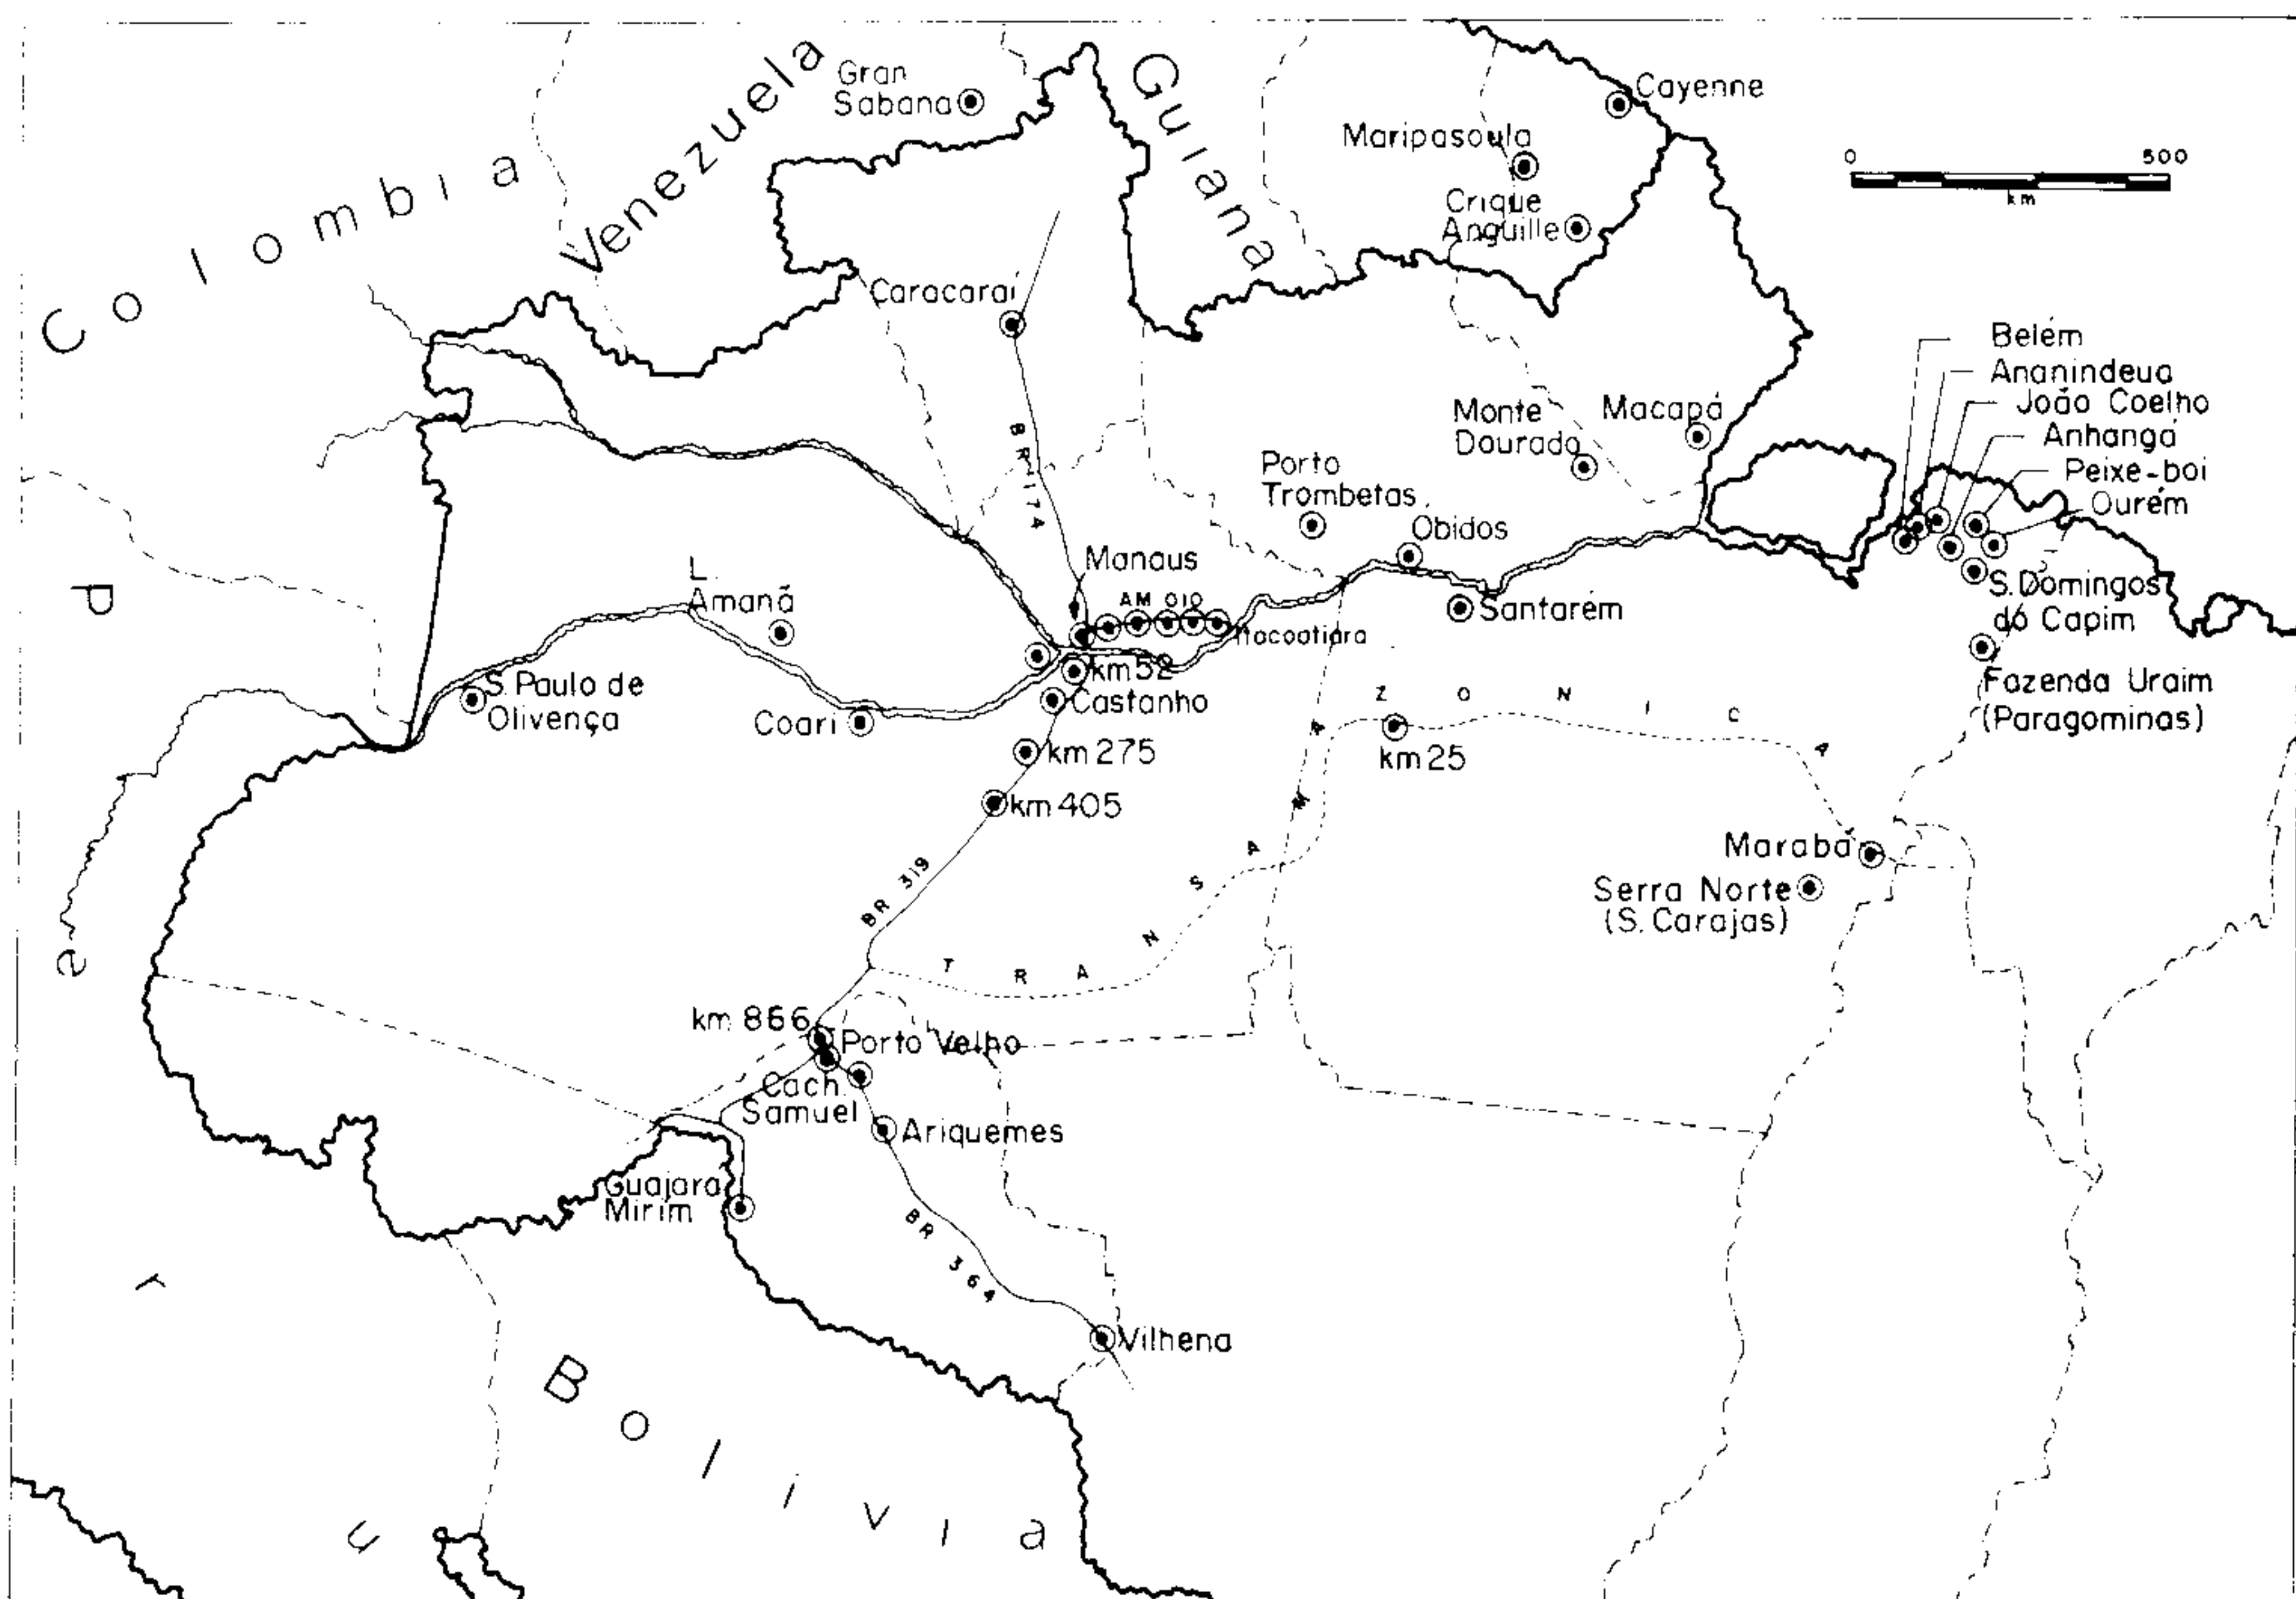 Colombia
Venezuela
Guiana
Gran
Sabana
Cayenne
Maripasoula
Crique
Anguille
0 500
km
Caracaraí
BR 174
Belém
Ananindeua
João Coelho
Anhangá
Peixe-boi
Ourém
S. Domingos
do Capim
Fazenda Uraim
(Paragominas)
Monte
Dourado
Macapá
Porto
Trombetas
Óbidos
Santarém
Manaus
AM 010
Itacoatiara
L.
Amanã
S. Paulo de
Olivença
Coari
km 52
Castanho
km 275
km 405
BR 319
TRANSAMAZONICA
km 25
Marabá
Serra Norte
(S. Carajas)
km 866
Porto Velho
Cach.
Samuel
Ariquemes
Guajará
Mirim
BR 364
Vilhena
Peru
Bolivia